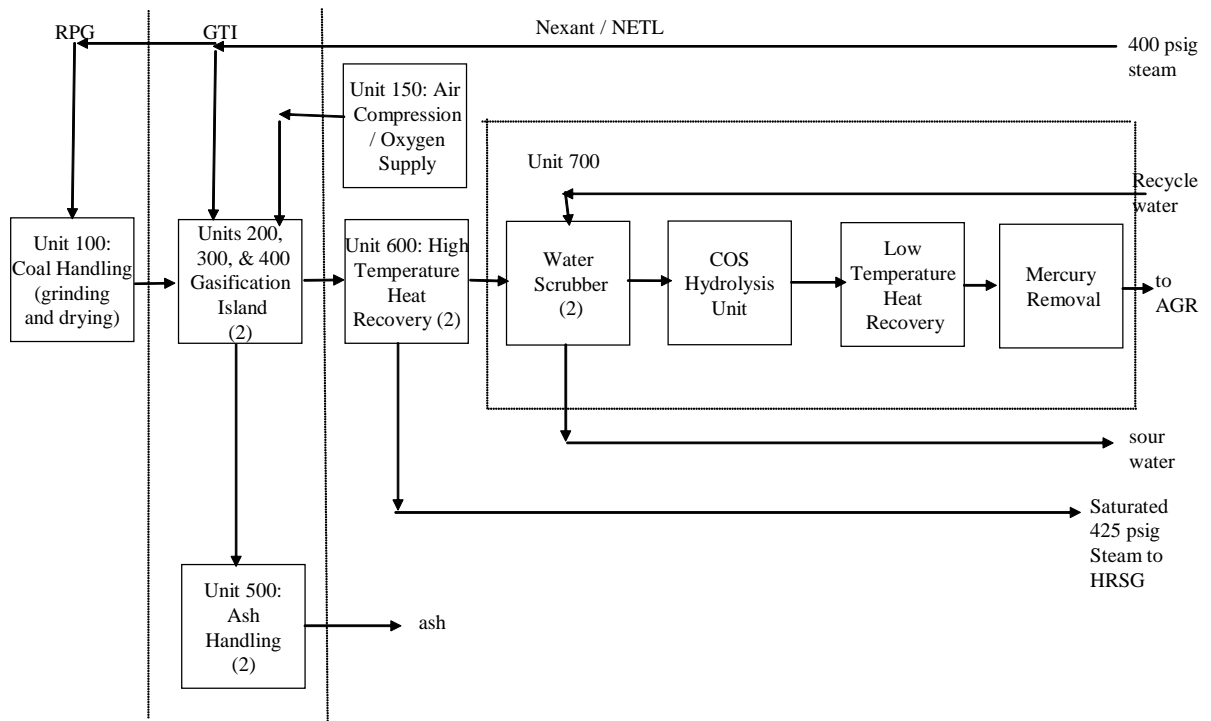 RPG
GTI
Nexant / NETL
400 psig
steam
Unit 150: Air
Compression
/ Oxygen
Supply
Unit 700
Recycle
water
Unit 100:
Coal Handling
(grinding
and drying)
Units 200,
300, & 400
Gasification
Island
(2)
Unit 600: High
Temperature
Heat
Recovery (2)
Water
Scrubber
(2)
COS
Hydrolysis
Unit
Low
Temperature
Heat
Recovery
Mercury
Removal
to
AGR
sour
water
Saturated
425 psig
Steam to
HRSG
Unit 500:
Ash
Handling
(2)
ash